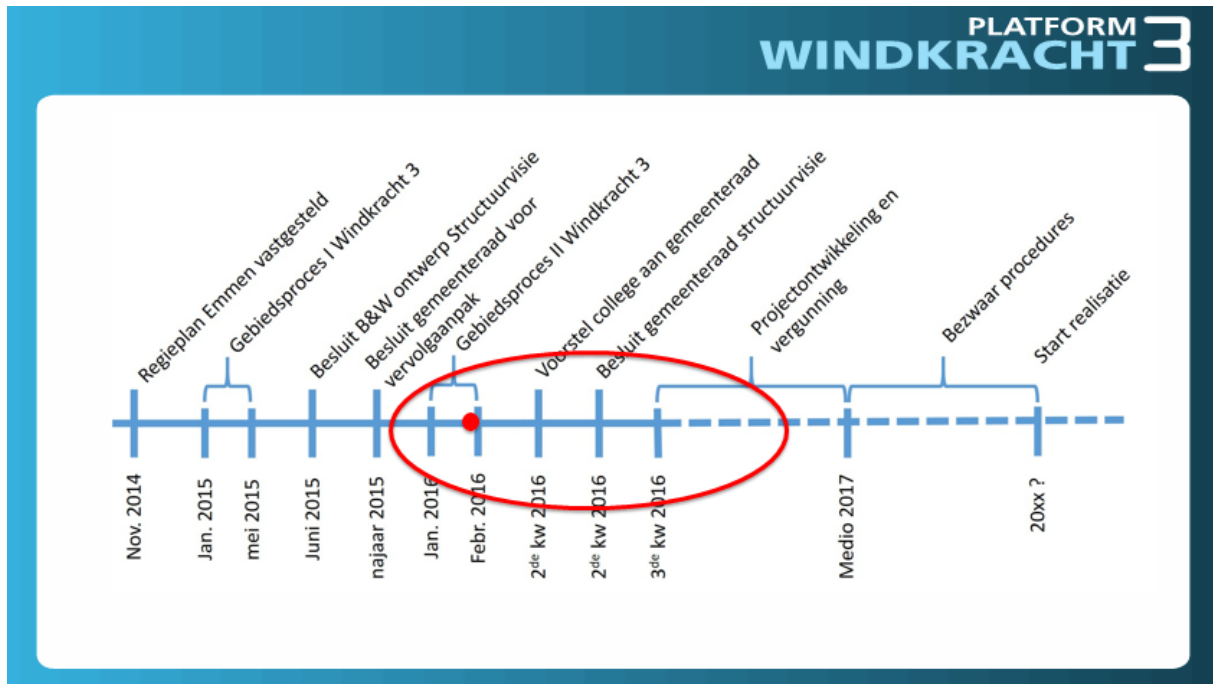 PLATFORM
WINDKRACHT 3
Regieplan Emmen vastgesteld
Gebiedsproces I Windkracht 3
Besluit B&W ontwerp Structuurvisie
Besluit gemeenteraad voor
vervolgaanpak
Gebiedsproces II Windkracht 3
Voorstel college aan gemeenteraad
Besluit gemeenteraad structuurvisie
Projectontwikkeling en
vergunning
Bezwaar procedures
Start realisatie
Nov. 2014
Jan. 2015
mei 2015
Juni 2015
najaar 2015
Jan. 2016
Febr. 2016
2de kw 2016
2de kw 2016
3de kw 2016
Medio 2017
20xx ?